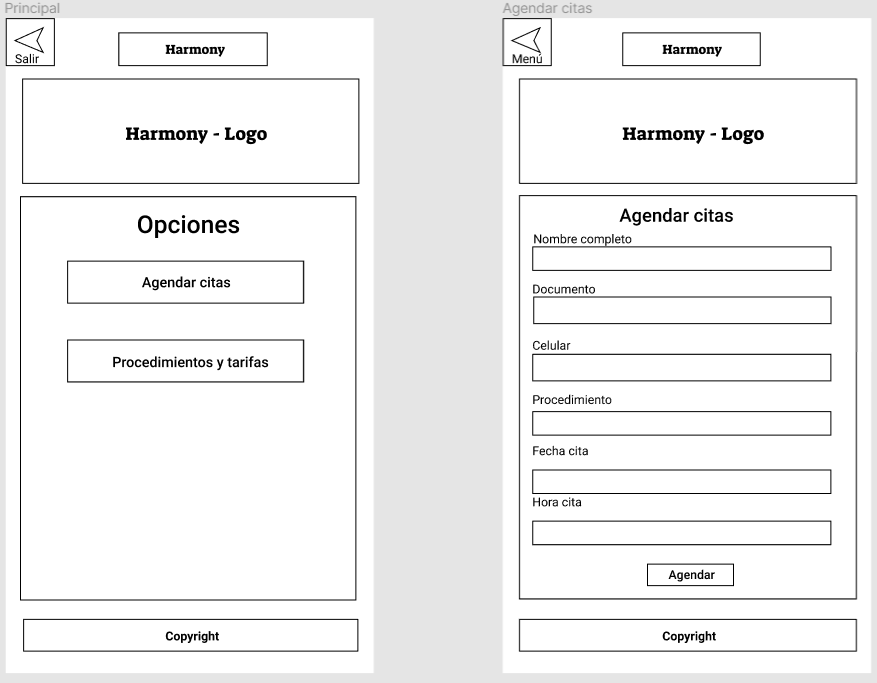 Principal
Salir
Harmony
Harmony - Logo
Opciones
Agendar citas
Procedimientos y tarifas
Copyright
Agendar citas
Menú
Harmony
Harmony - Logo
Agendar citas
Nombre completo
Documento
Celular
Procedimiento
Fecha cita
Hora cita
Agendar
Copyright